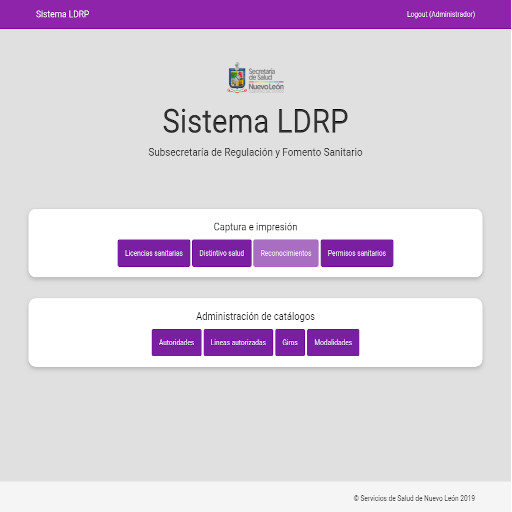 Sistema LDRP
Logout (Administrador)
Secretaría
de Salud
Nuevo León
Sistema LDRP
Subsecretaría de Regulación y Fomento Sanitario
Captura e impresión
Licencias sanitarias Distintivo salud Reconocimientos Permisos sanitarios
Administración de catálogos
Autoridades Lineas autorizadas Giros Modalidades
© Servicios de Salud de Nuevo León 2019